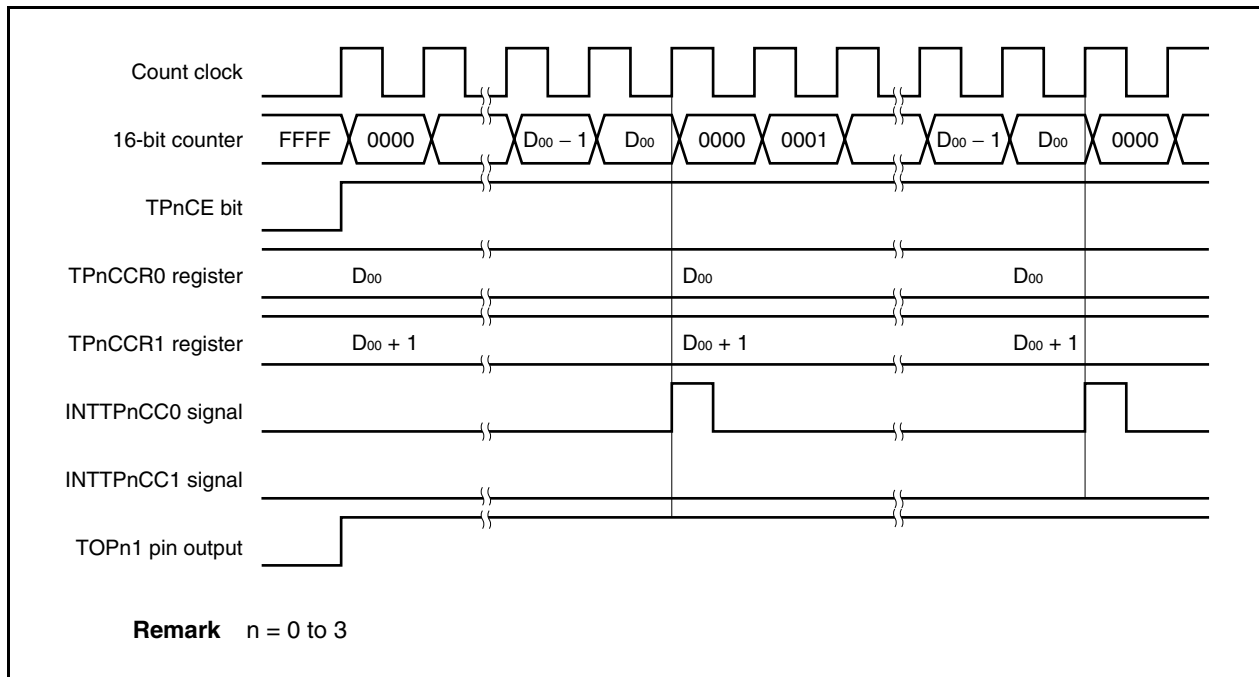 Count clock
16-bit counter FFFF 0000 D00 − 1 D00 0000 0001 D00 − 1 D00 0000
TPnCE bit
TPnCCR0 register D00 D00 D00
TPnCCR1 register D00 + 1 D00 + 1 D00 + 1
INTTPnCC0 signal
INTTPnCC1 signal
TOPn1 pin output
Remark n = 0 to 3